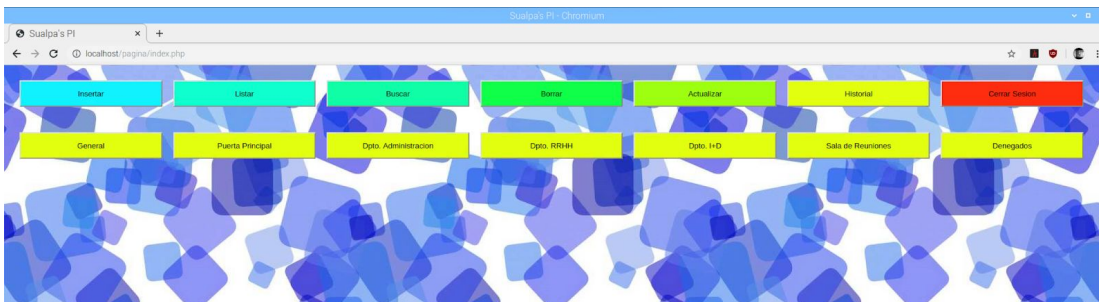 Sualpa's PI - Chromium
Sualpa's PI
localhost/pagina/index.php
Insertar Listar Buscar Borrar Actualizar Historial Cerrar Sesion
General Puerta Principal Dpto. Administracion Dpto. RRHH Dpto. I+D Sala de Reuniones Denegados